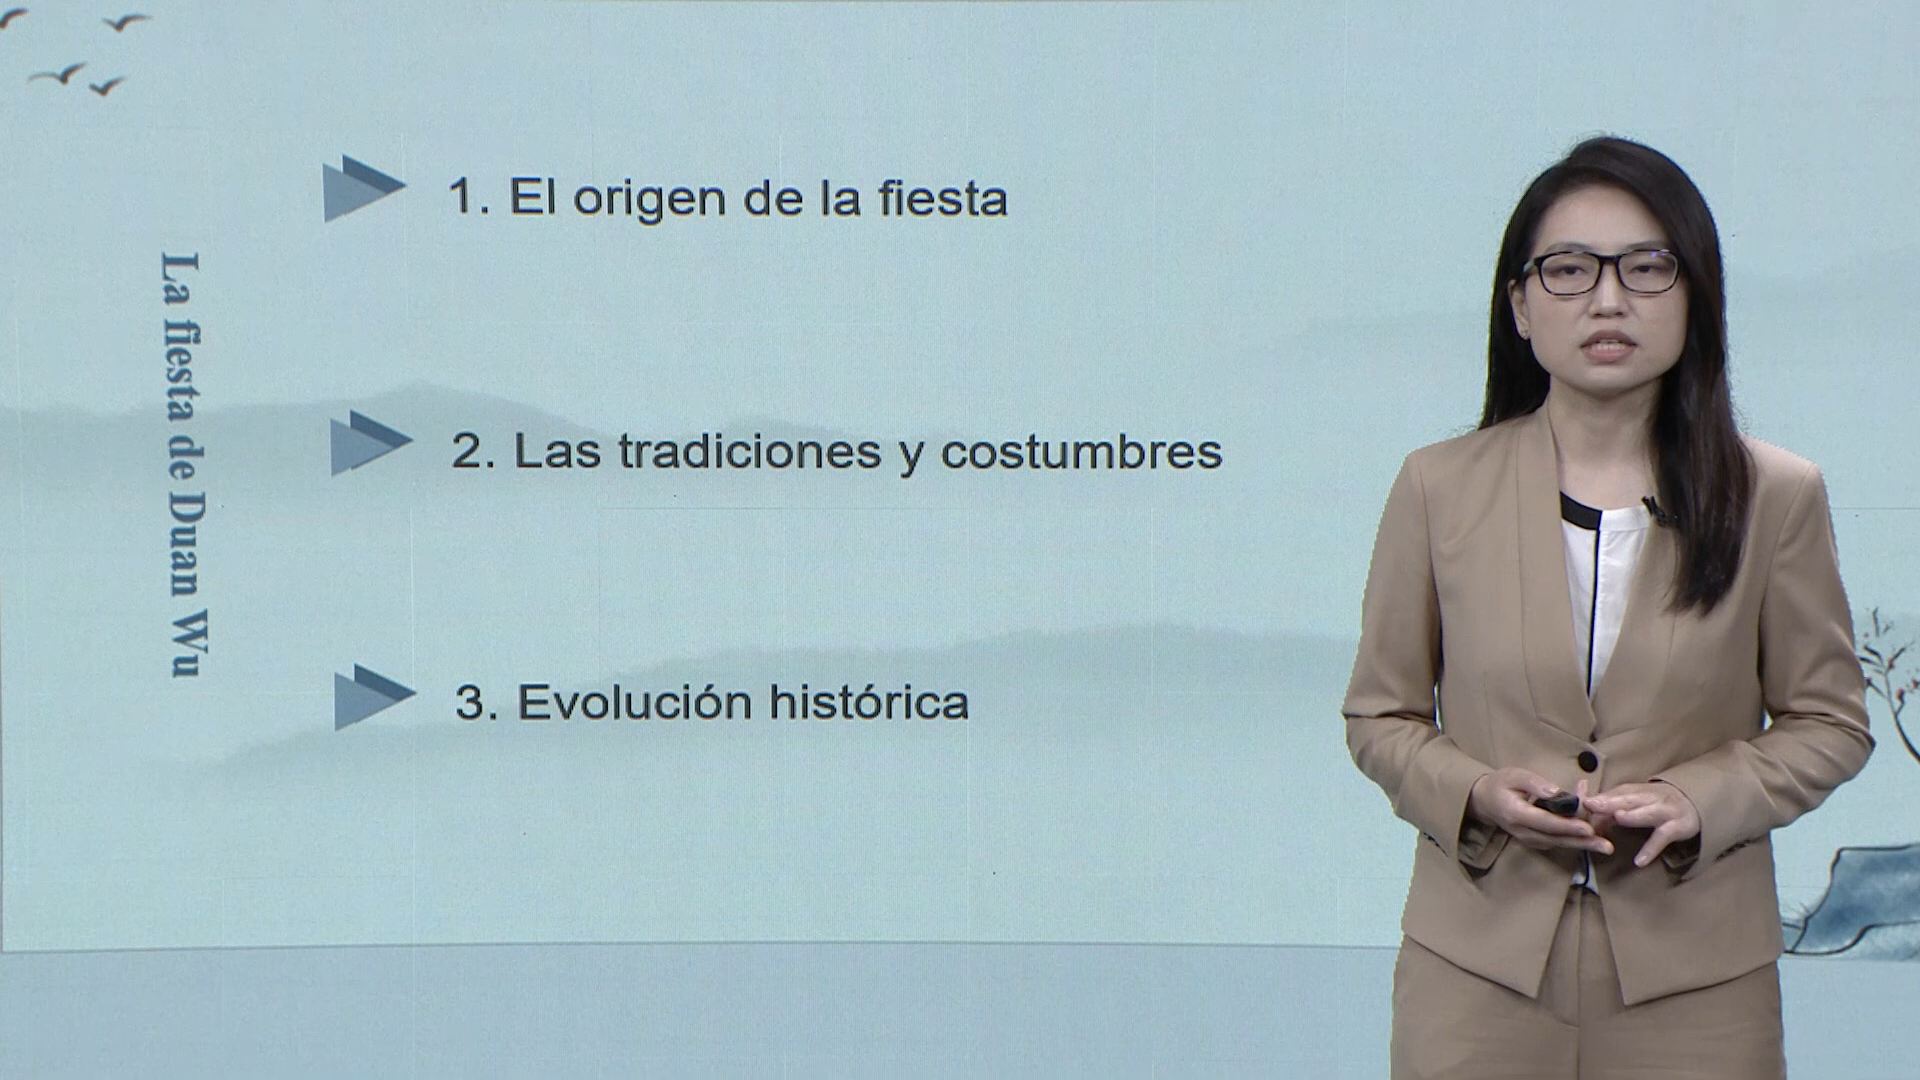 La fiesta de Duan Wu
1. El origen de la fiesta
2. Las tradiciones y costumbres
3. Evolución histórica